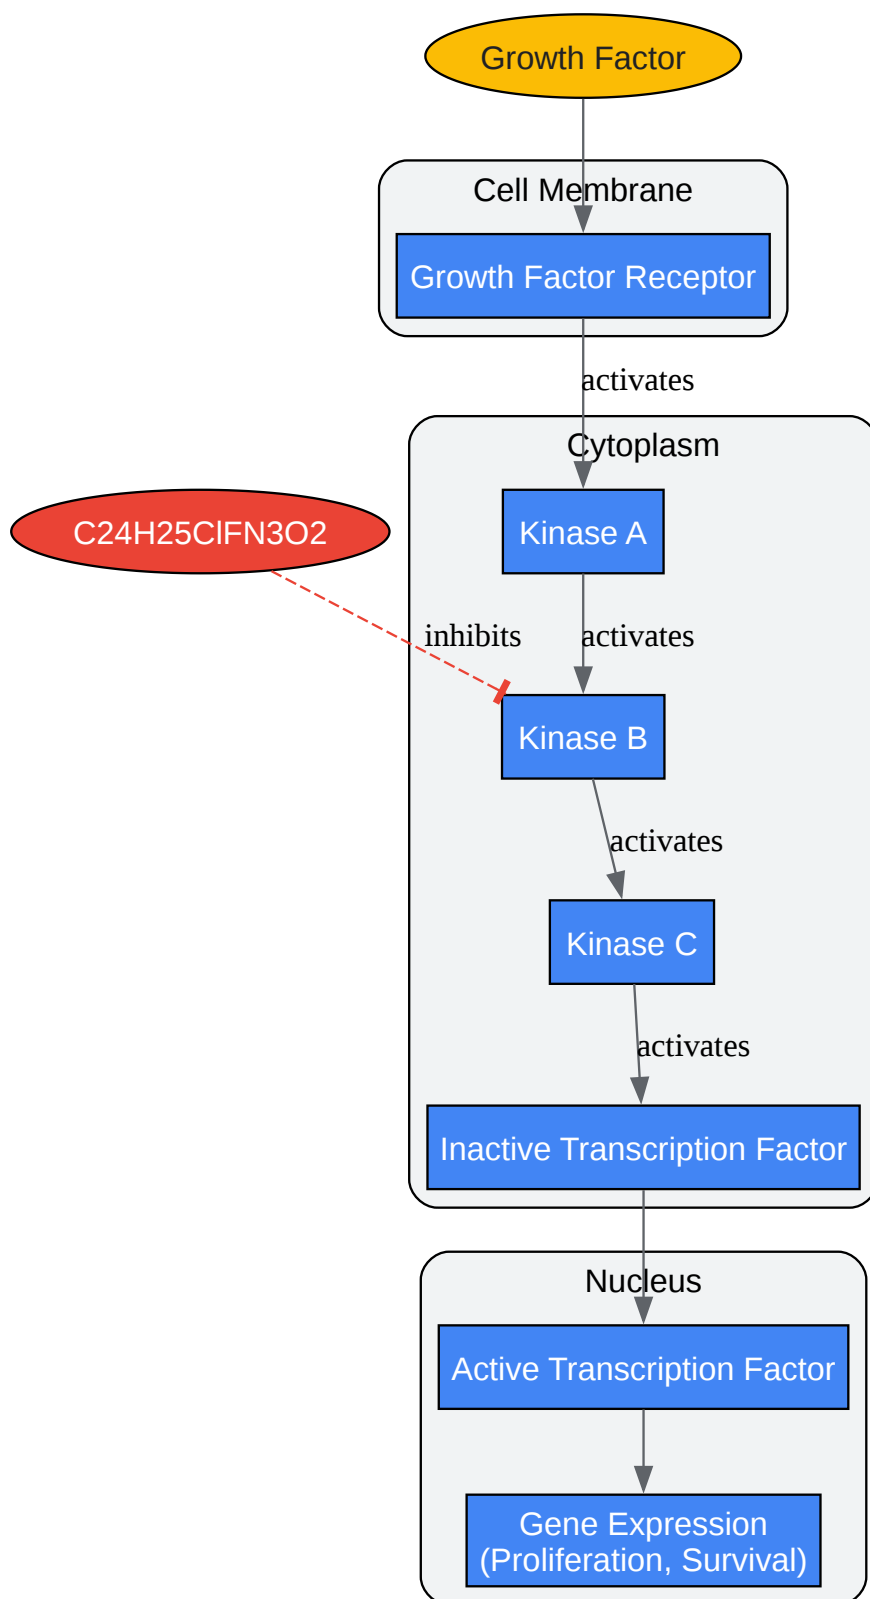 Growth Factor
Cell Membrane
Growth Factor Receptor
activates
Cytoplasm
C24H25ClFN3O2
Kinase A
inhibits
activates
Kinase B
activates
Kinase C
activates
Inactive Transcription Factor
Nucleus
Active Transcription Factor
Gene Expression
(Proliferation, Survival)